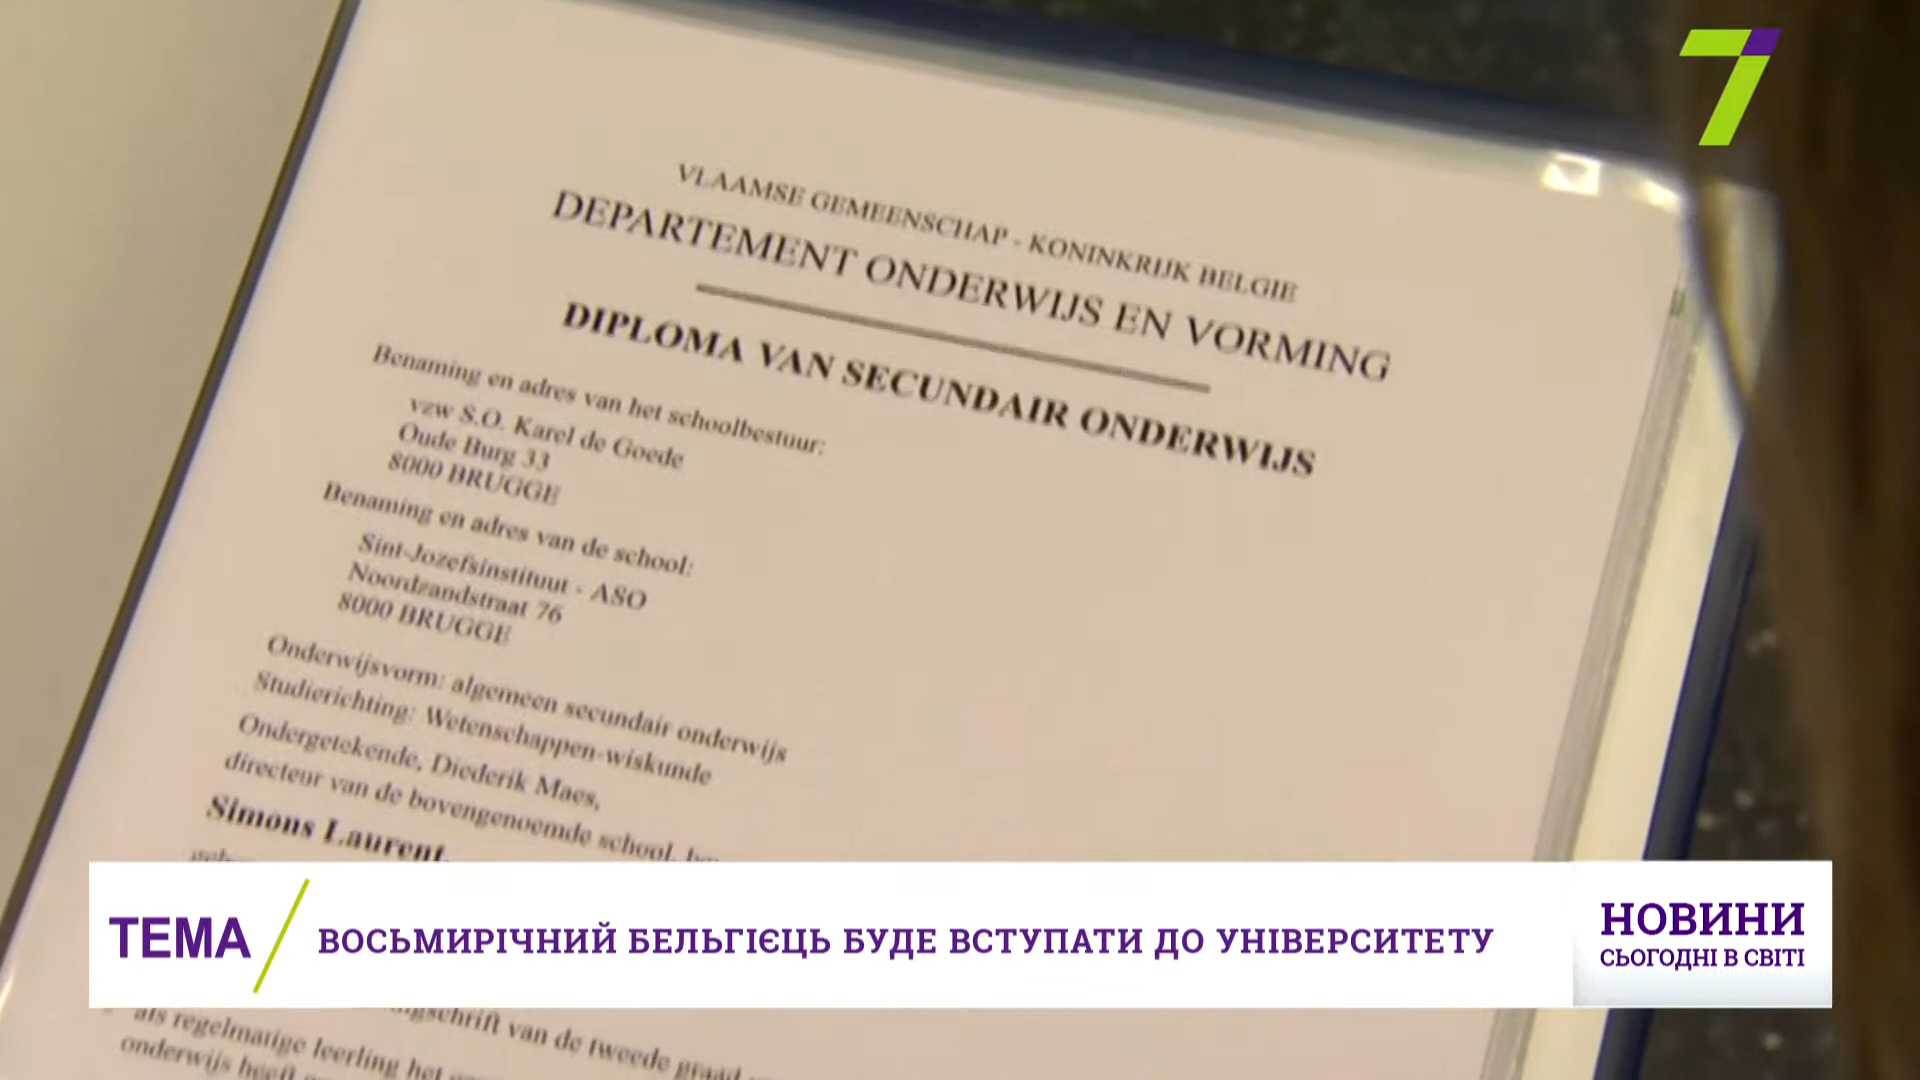 7
VLAAMSE GEMEENSCHAP - KONINKRIJK BELGIE
DEPARTEMENT ONDERWIJS EN VORMING
DIPLOMA VAN SECUNDAIR ONDERWIJS
Benaming en adres van het schoolbestuur:
vzw S.O. Karel de Goede
Oude Burg 33
8000 BRUGGE
Benaming en adres van de school:
Sint-Jozefsinstituut - ASO
Noordzandstraat 76
8000 BRUGGE
Onderwijsvorm: algemeen secundair onderwijs
Studierichting: Wetenschappen-wiskunde
Ondergetekende, Diederik Maes,
directeur van de bovengenoemde school,
Simons Laurent,
ТЕМА
ВОСЬМИРІЧНИЙ БЕЛЬГІЄЦЬ БУДЕ ВСТУПАТИ ДО УНІВЕРСИТЕТУ
НОВИНИ
СЬОГОДНІ В СВІТІ
van de tweede graad
als regelmatige leerling het
onderwijs heeft